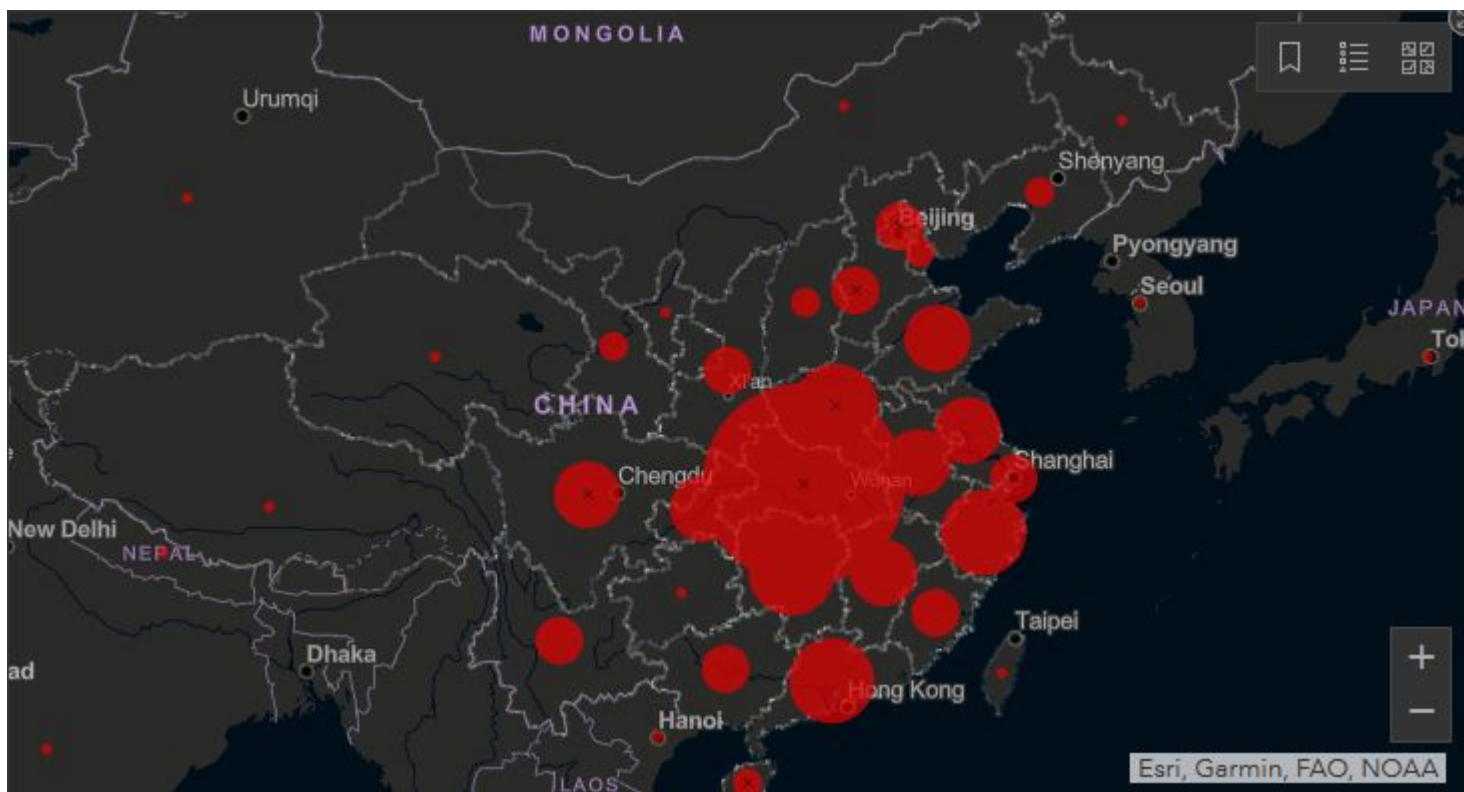 MONGOLIA
Urumqi
Shenyang
Beijing
Pyongyang
Seoul
JAPAN
Xi'an
CHINA
Chengdu
Wuhan
Shanghai
New Delhi
NEPAL
Taipei
Dhaka
ad
Hong Kong
Hanoi
LAOS
+
−
Esri, Garmin, FAO, NOAA